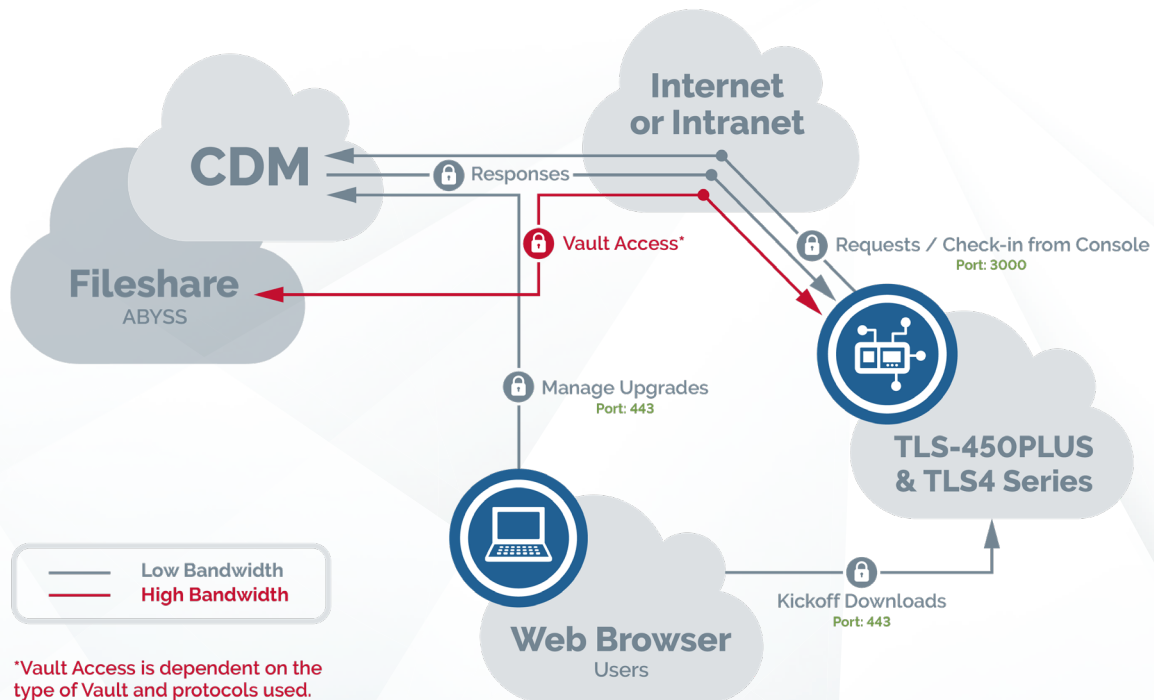 Internet
or Intranet
CDM
Responses
Vault Access*
Requests / Check-in from Console
Port: 3000
Fileshare
ABYSS
Manage Upgrades
Port: 443
TLS-450PLUS
& TLS4 Series
Low Bandwidth
High Bandwidth
Kickoff Downloads
Port: 443
Web Browser
Users
*Vault Access is dependent on the
type of Vault and protocols used.